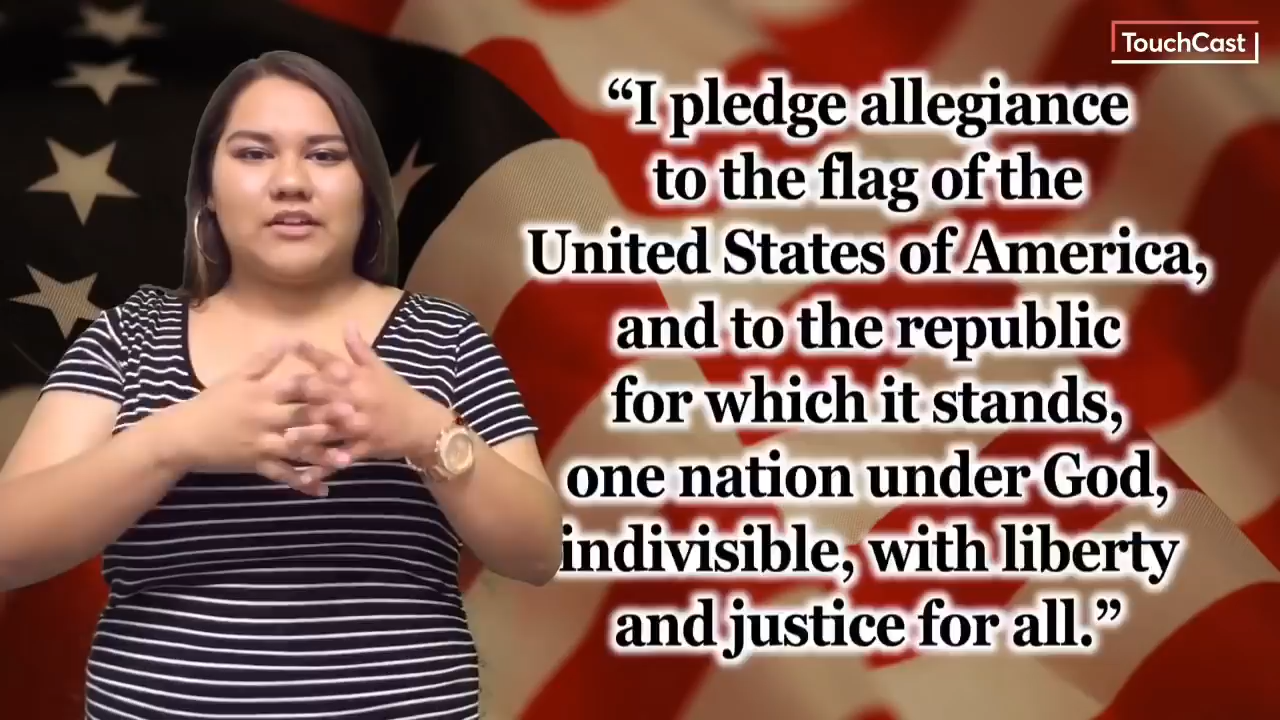 TouchCast
“I pledge allegiance
to the flag of the
United States of America,
and to the republic
for which it stands,
one nation under God,
indivisible, with liberty
and justice for all.”